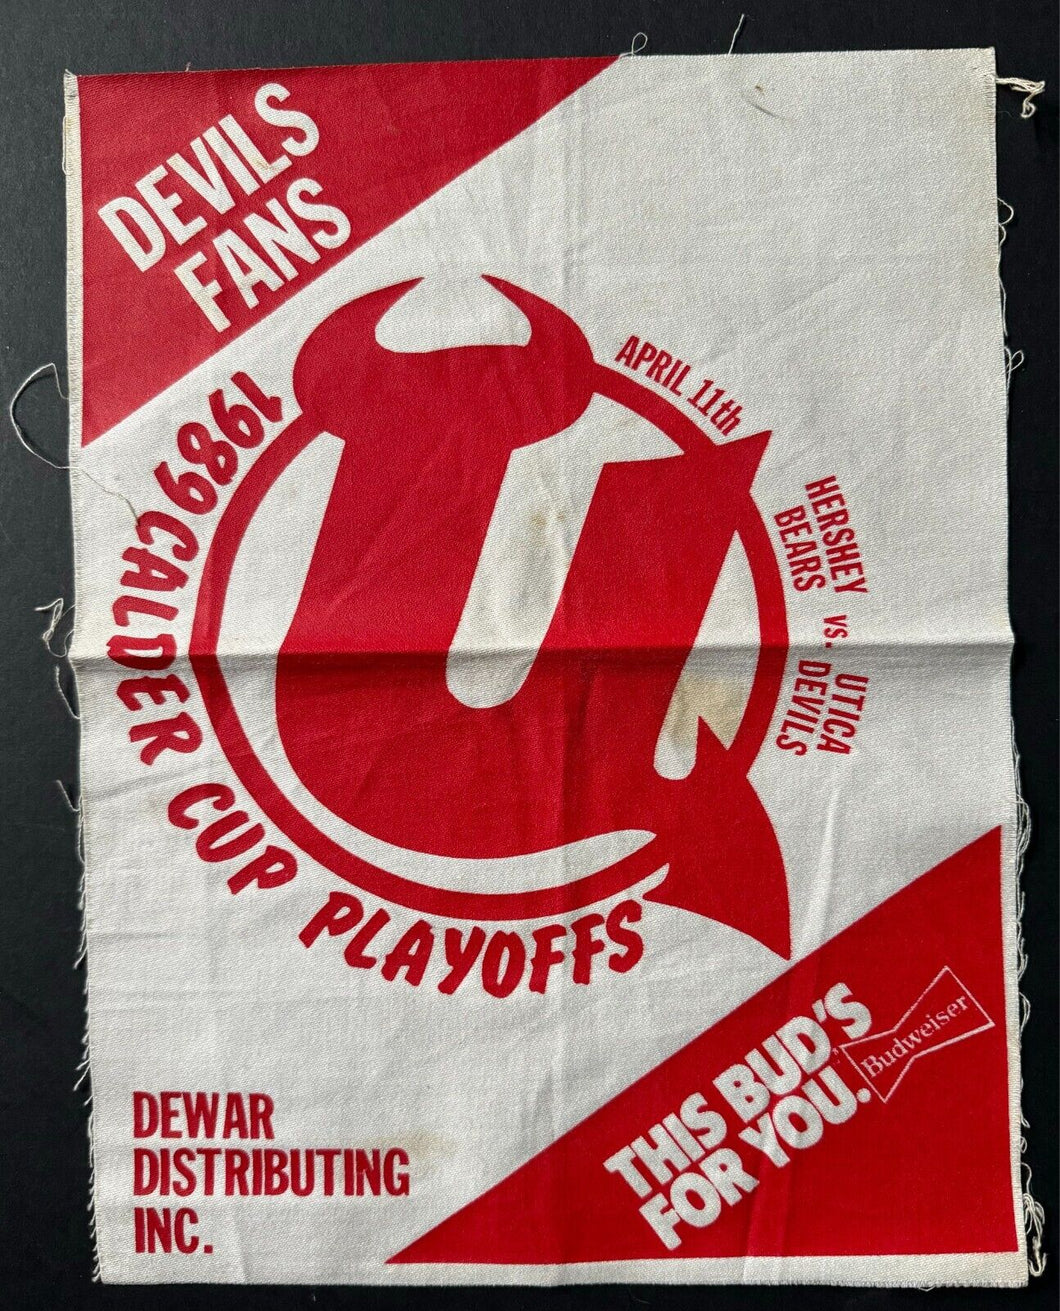 DEVILS
FANS
1989 CALDER CUP PLAYOFFS
APRIL 11th
HERSHEY
BEARS
vs.
UTICA
DEVILS
DEWAR
DISTRIBUTING
INC.
THIS BUD'S
FOR YOU.
Budweiser